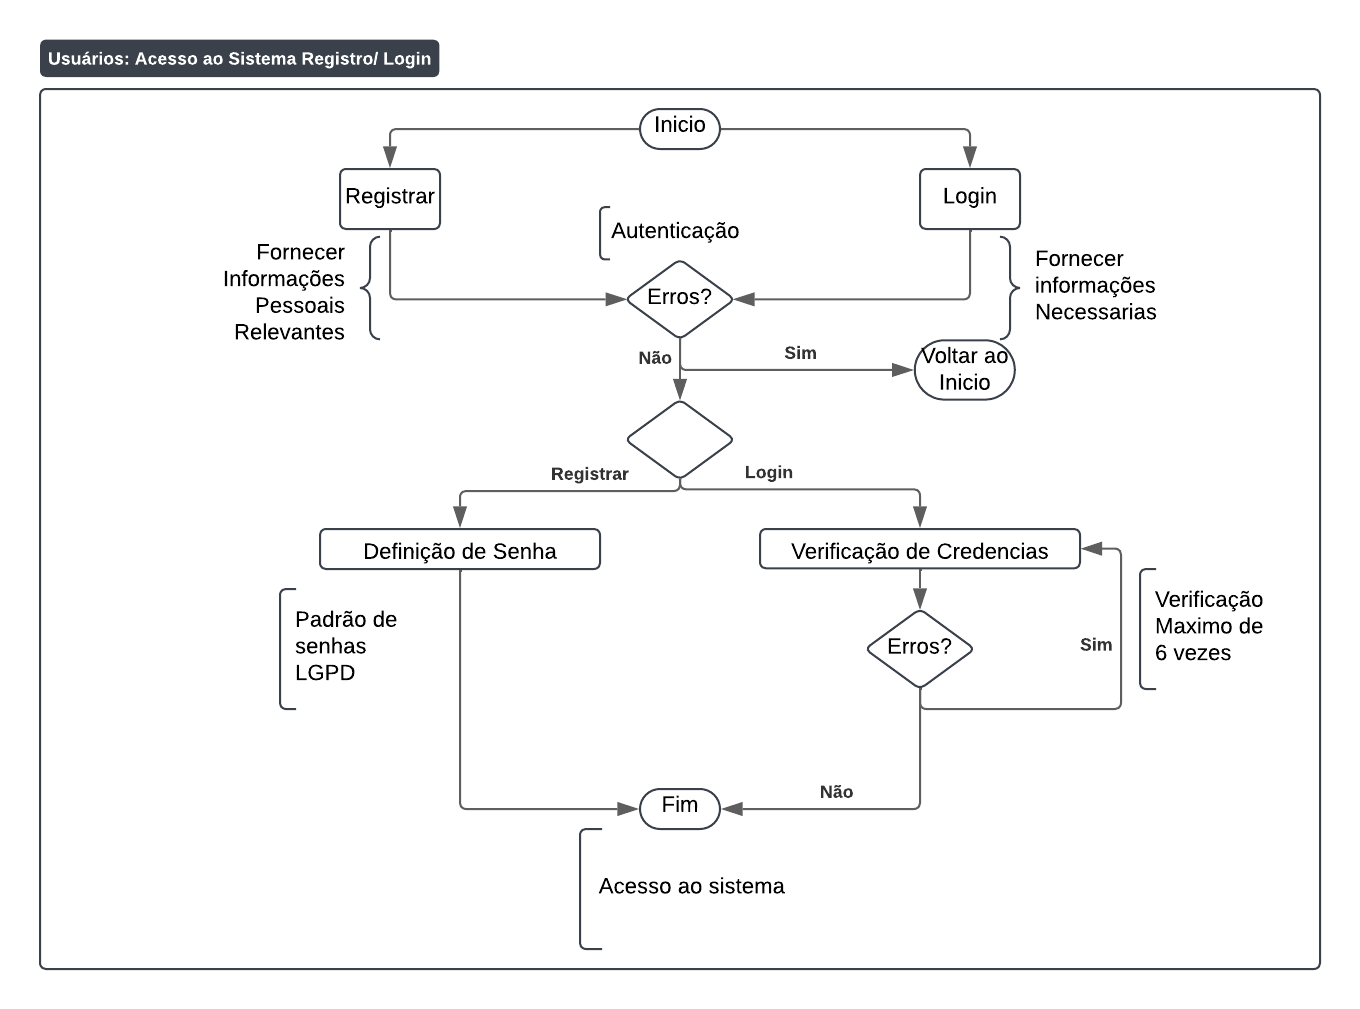 Usuários: Acesso ao Sistema Registro/ Login
Inicio
Registrar
Login
Autenticação
Fornecer
Informações
Pessoais
Relevantes
Erros?
Fornecer
informações
Necessarias
Não
Sim
Voltar ao
Inicio
Registrar
Login
Definição de Senha
Verificação de Credencias
Padrão de
senhas
LGPD
Erros?
Sim
Verificação
Maximo de
6 vezes
Não
Fim
Acesso ao sistema